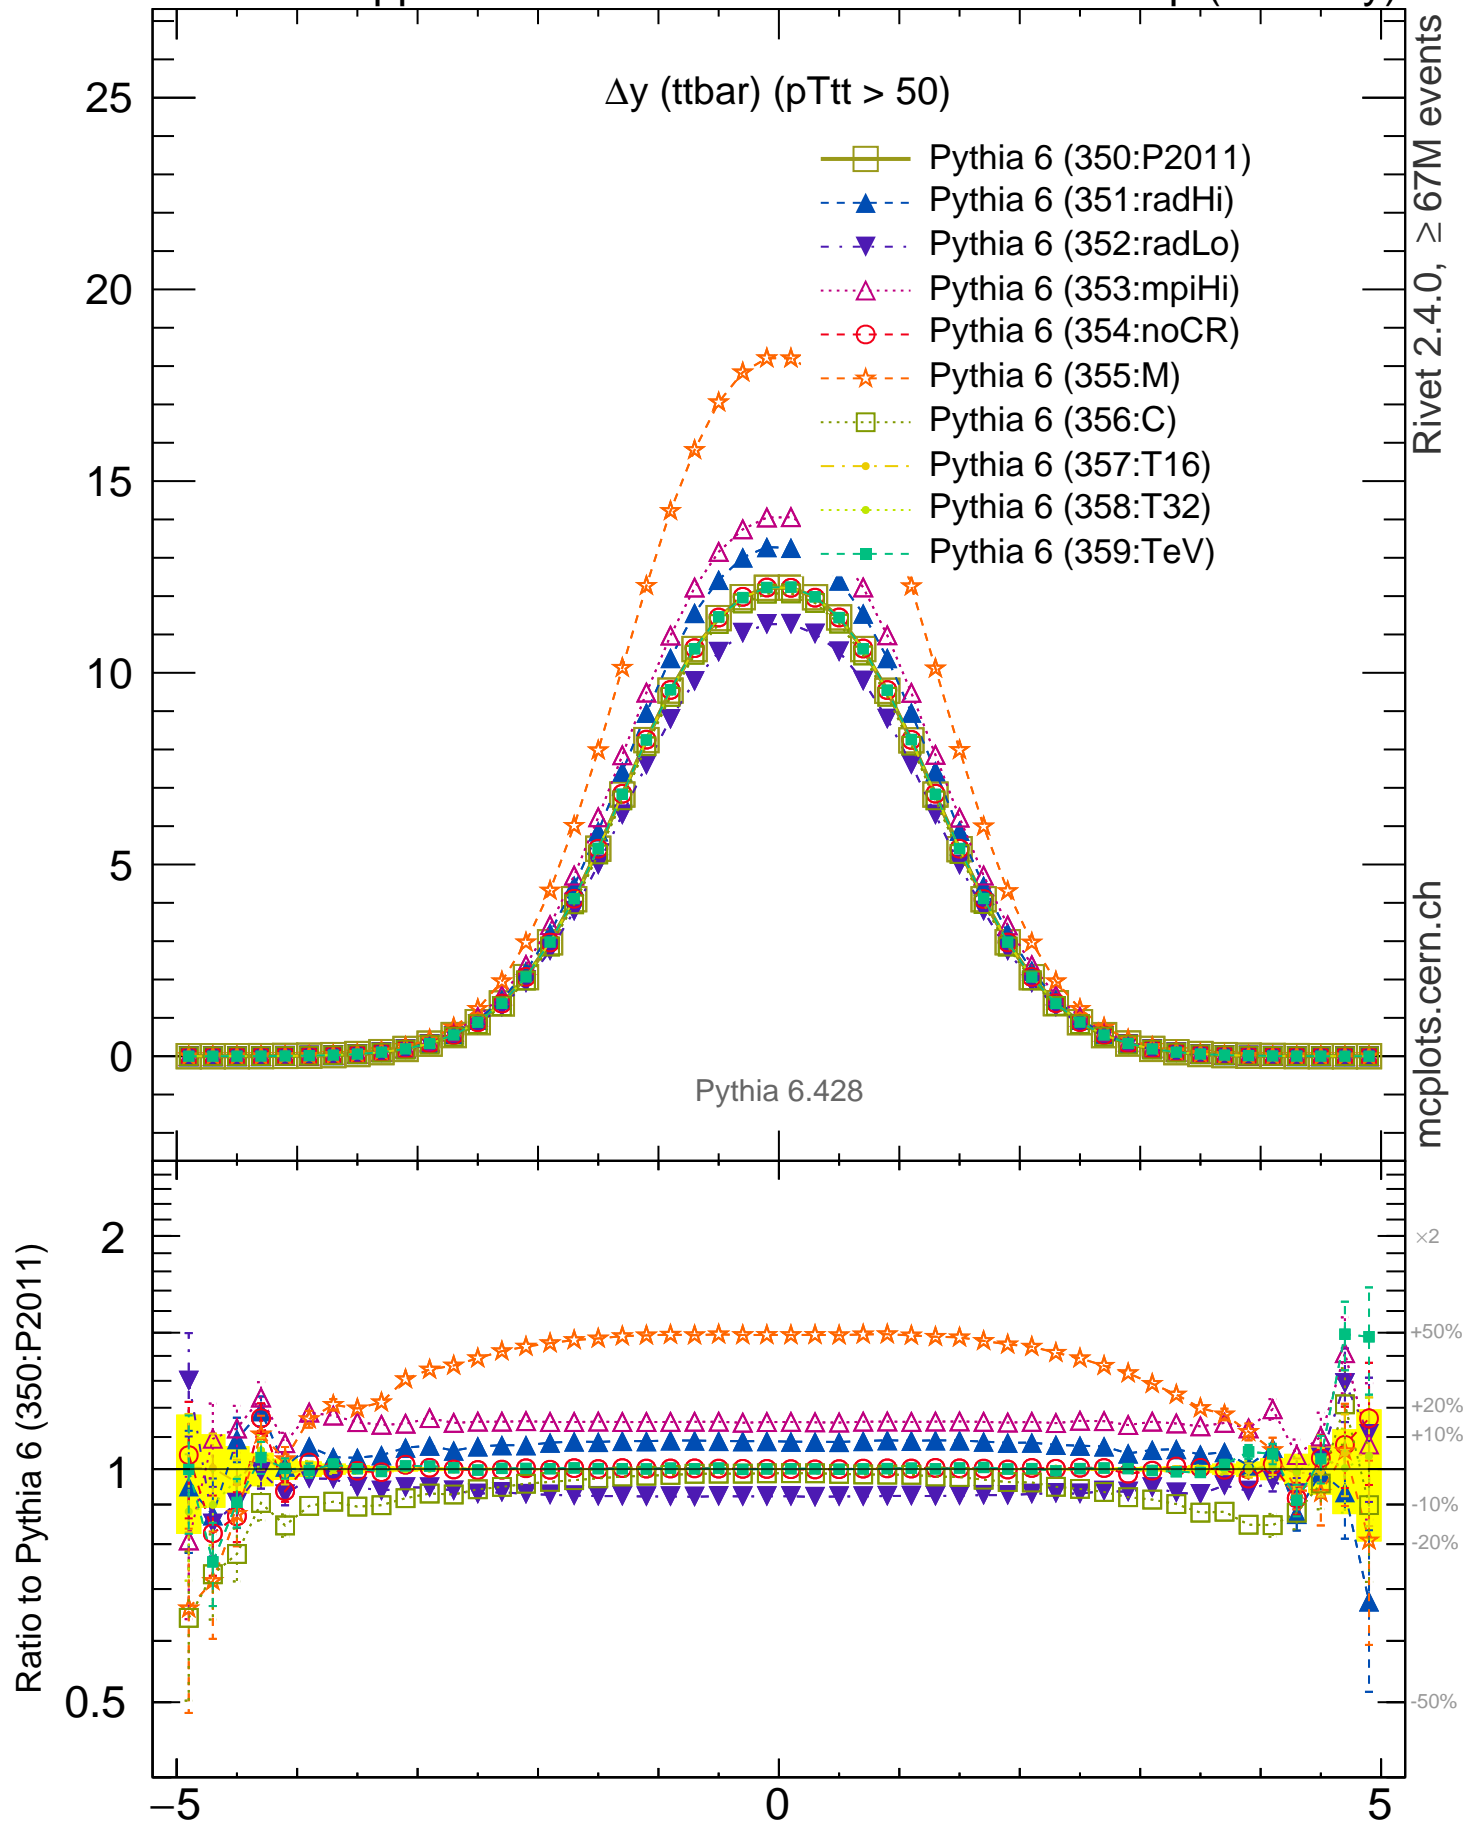 Δy (ttbar) (pTtt > 50)
Pythia 6 (350:P2011)
Pythia 6 (351:radHi)
Pythia 6 (352:radLo)
Pythia 6 (353:mpiHi)
Pythia 6 (354:noCR)
Pythia 6 (355:M)
Pythia 6 (356:C)
Pythia 6 (357:T16)
Pythia 6 (358:T32)
Pythia 6 (359:TeV)
25
20
15
10
5
0
Pythia 6.428
Rivet 2.4.0, ≥ 67M events
mcplots.cern.ch
Ratio to Pythia 6 (350:P2011)
2
1
0.5
×2
+50%
+20%
+10%
-10%
-20%
-50%
−5
0
5